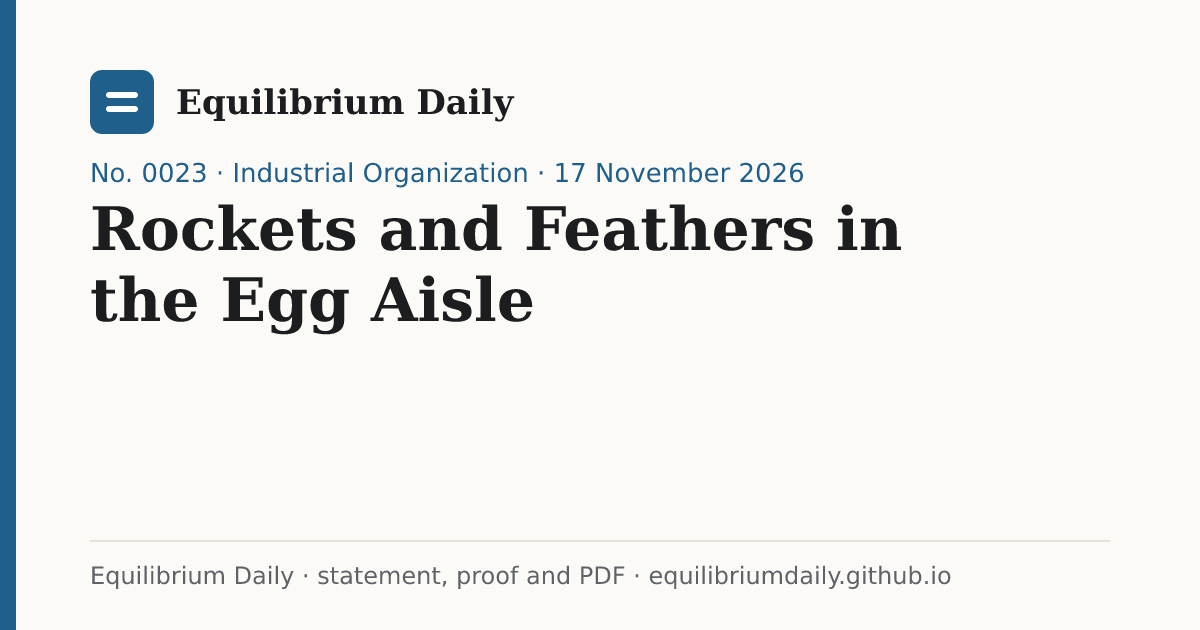 Equilibrium Daily
No. 0023 · Industrial Organization · 17 November 2026
Rockets and Feathers in
the Egg Aisle
Equilibrium Daily · statement, proof and PDF · equilibriumdaily.github.io